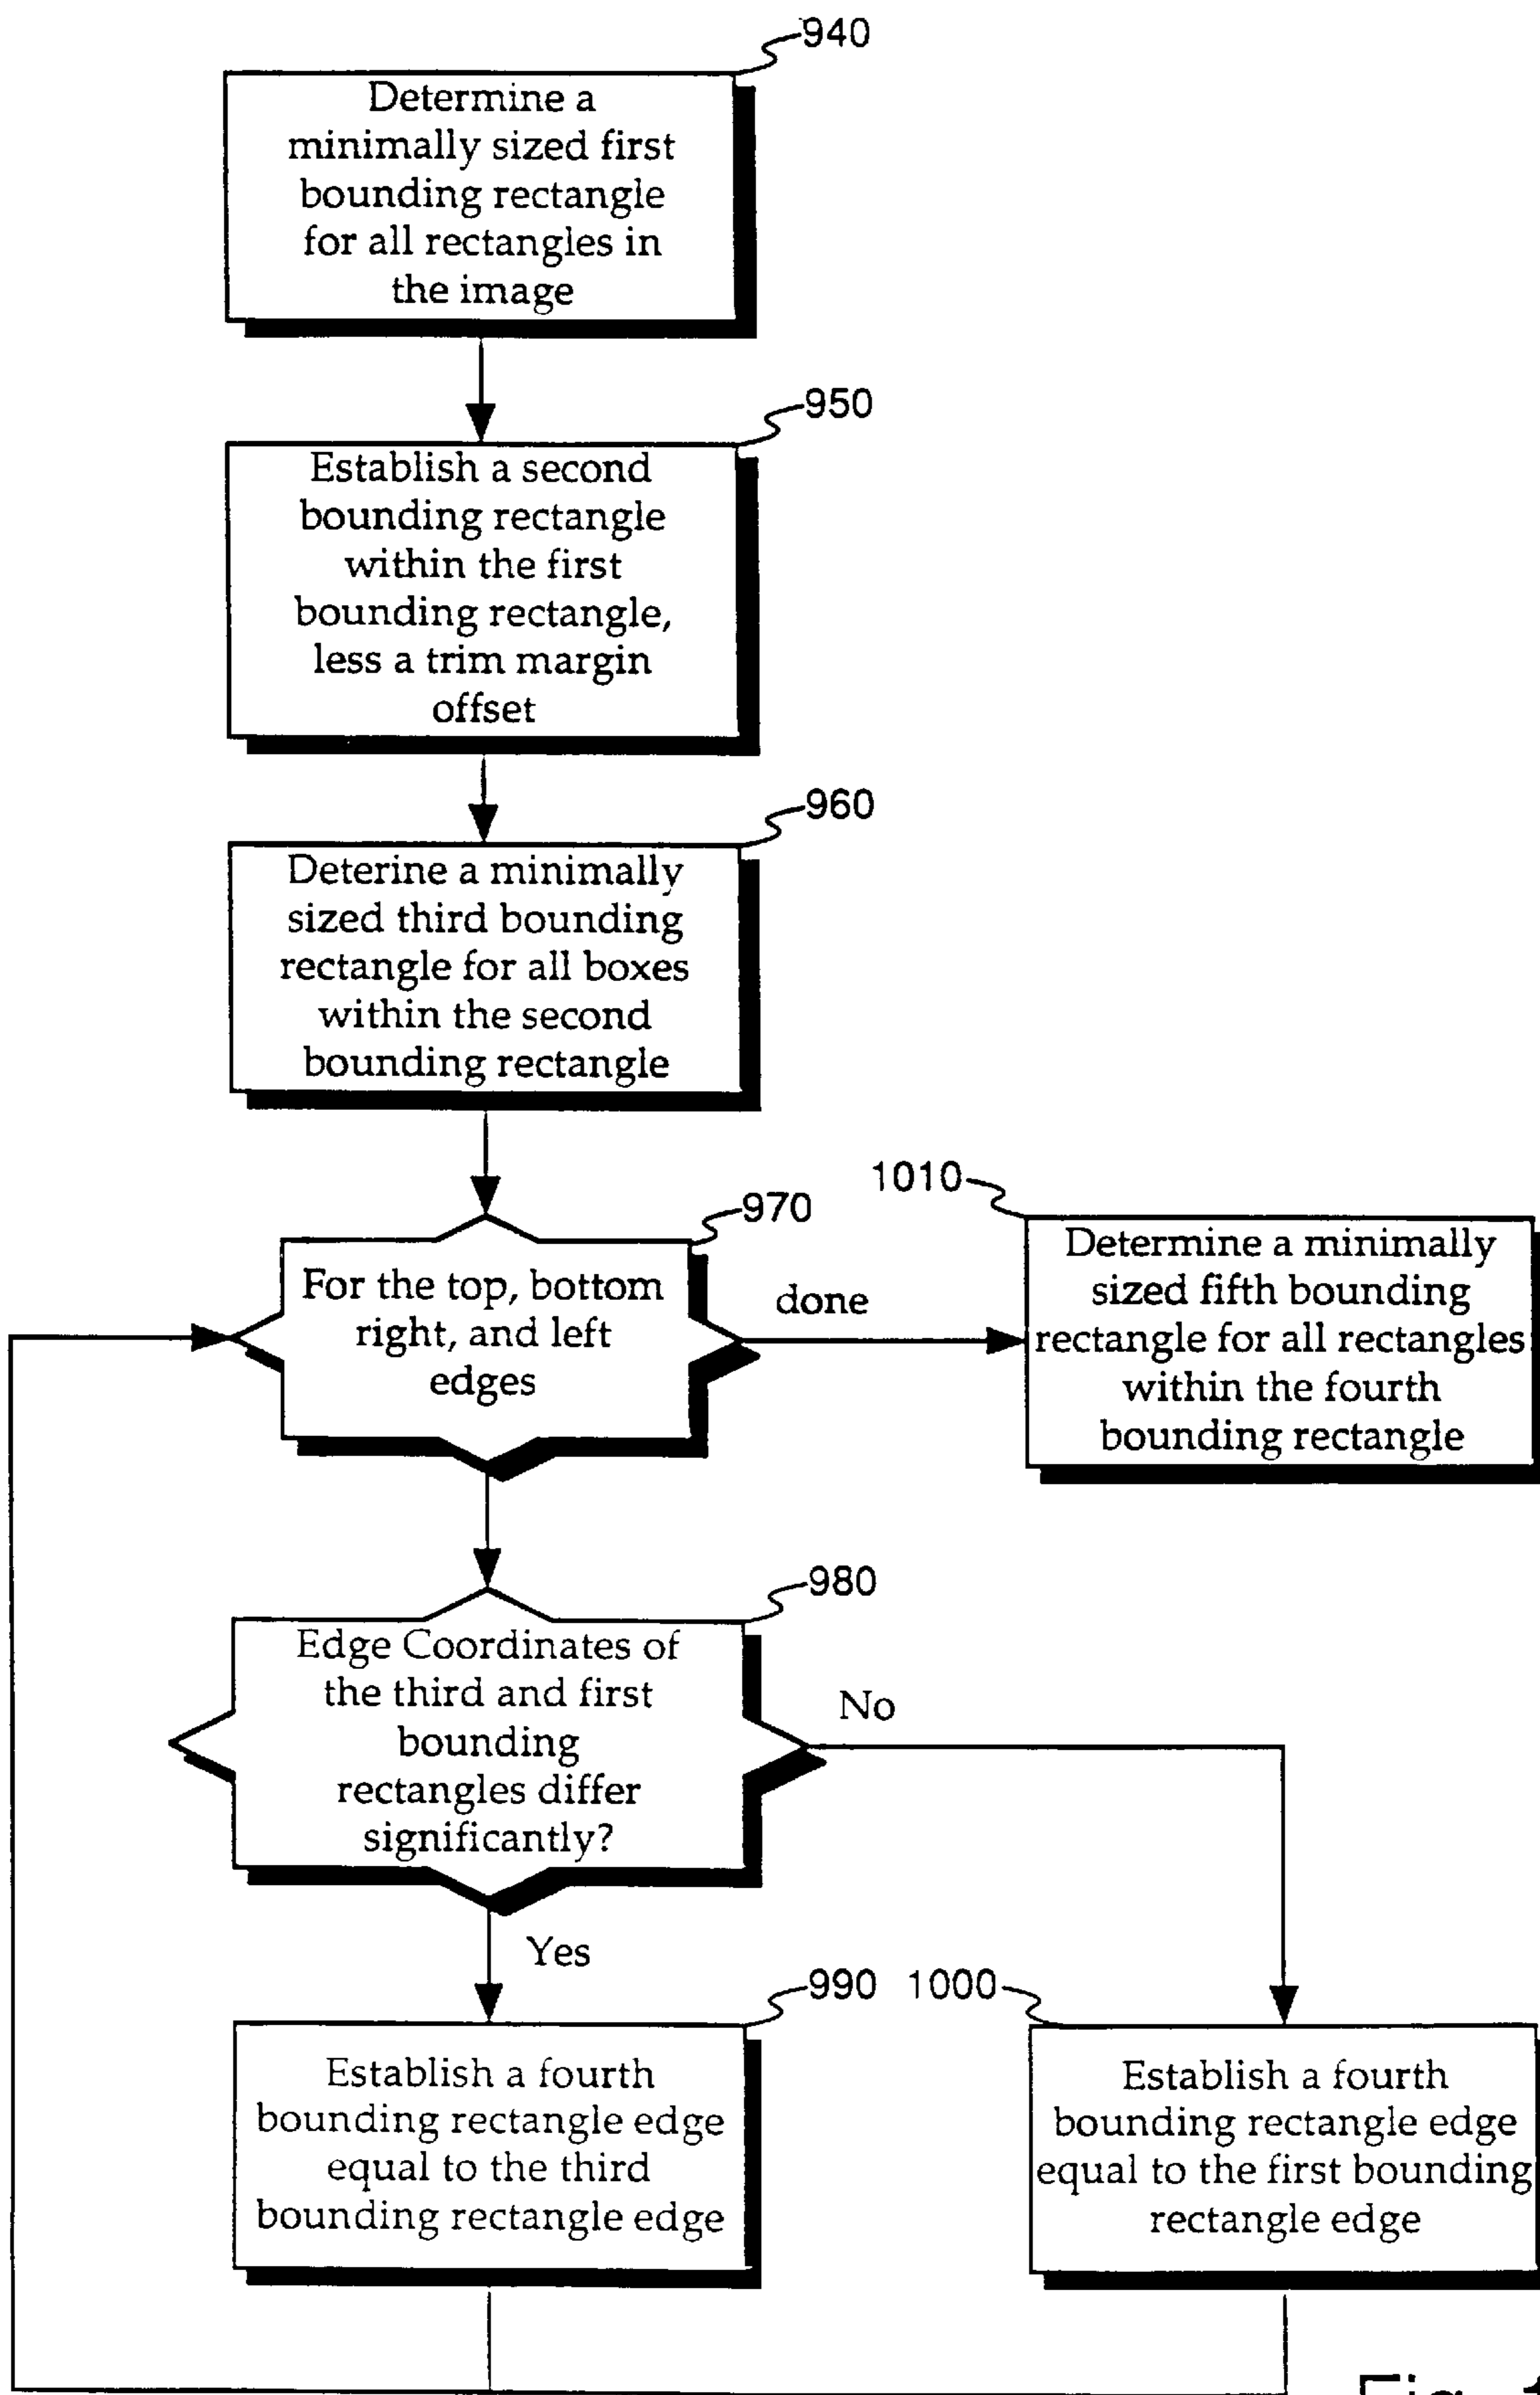 940
Determine a
minimally sized first
bounding rectangle
for all rectangles in
the image
950
Establish a second
bounding rectangle
within the first
bounding rectangle,
less a trim margin
offset
960
Deterine a minimally
sized third bounding
rectangle for all boxes
within the second
bounding rectangle
970
For the top, bottom
right, and left
edges
done
1010
Determine a minimally
sized fifth bounding
rectangle for all rectangles
within the fourth
bounding rectangle
980
Edge Coordinates of
the third and first
bounding
rectangles differ
significantly?
No
Yes
990
Establish a fourth
bounding rectangle edge
equal to the third
bounding rectangle edge
1000
Establish a fourth
bounding rectangle edge
equal to the first bounding
rectangle edge